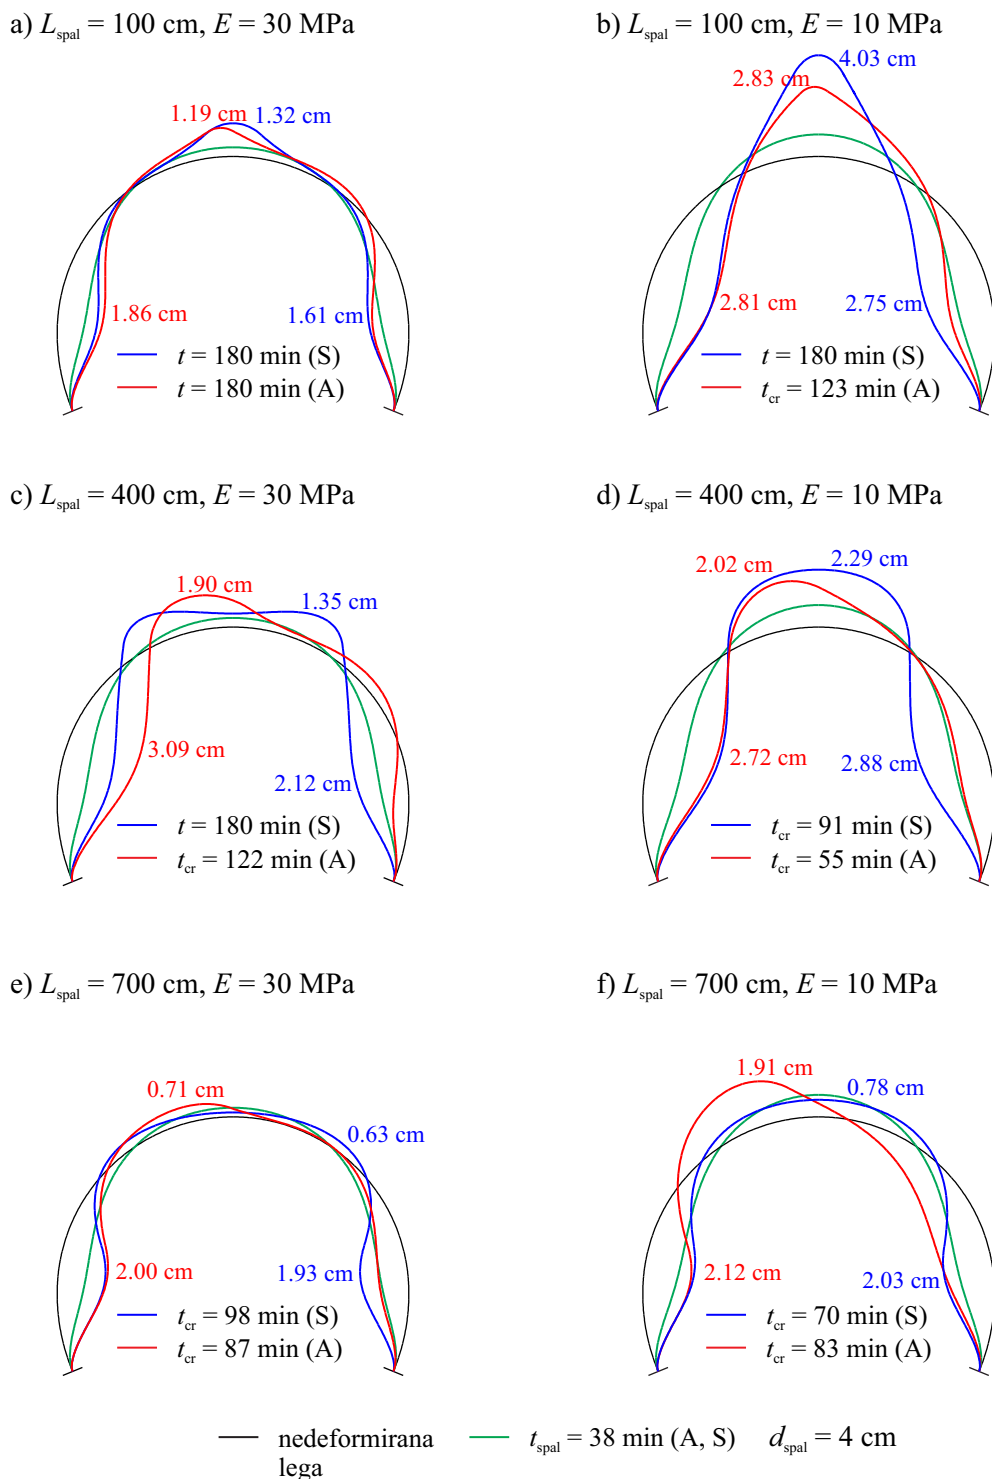 a) L_spal = 100 cm, E = 30 MPa
1.19 cm
1.32 cm
1.86 cm
1.61 cm
t = 180 min (S)
t = 180 min (A)
b) L_spal = 100 cm, E = 10 MPa
4.03 cm
2.83 cm
2.81 cm
2.75 cm
t = 180 min (S)
t_cr = 123 min (A)
c) L_spal = 400 cm, E = 30 MPa
1.90 cm
1.35 cm
3.09 cm
2.12 cm
t = 180 min (S)
t_cr = 122 min (A)
d) L_spal = 400 cm, E = 10 MPa
2.02 cm
2.29 cm
2.72 cm
2.88 cm
t_cr = 91 min (S)
t_cr = 55 min (A)
e) L_spal = 700 cm, E = 30 MPa
0.71 cm
0.63 cm
2.00 cm
1.93 cm
t_cr = 98 min (S)
t_cr = 87 min (A)
f) L_spal = 700 cm, E = 10 MPa
1.91 cm
0.78 cm
2.12 cm
2.03 cm
t_cr = 70 min (S)
t_cr = 83 min (A)
nedeformirana
lega
t_spal = 38 min (A, S)
d_spal = 4 cm